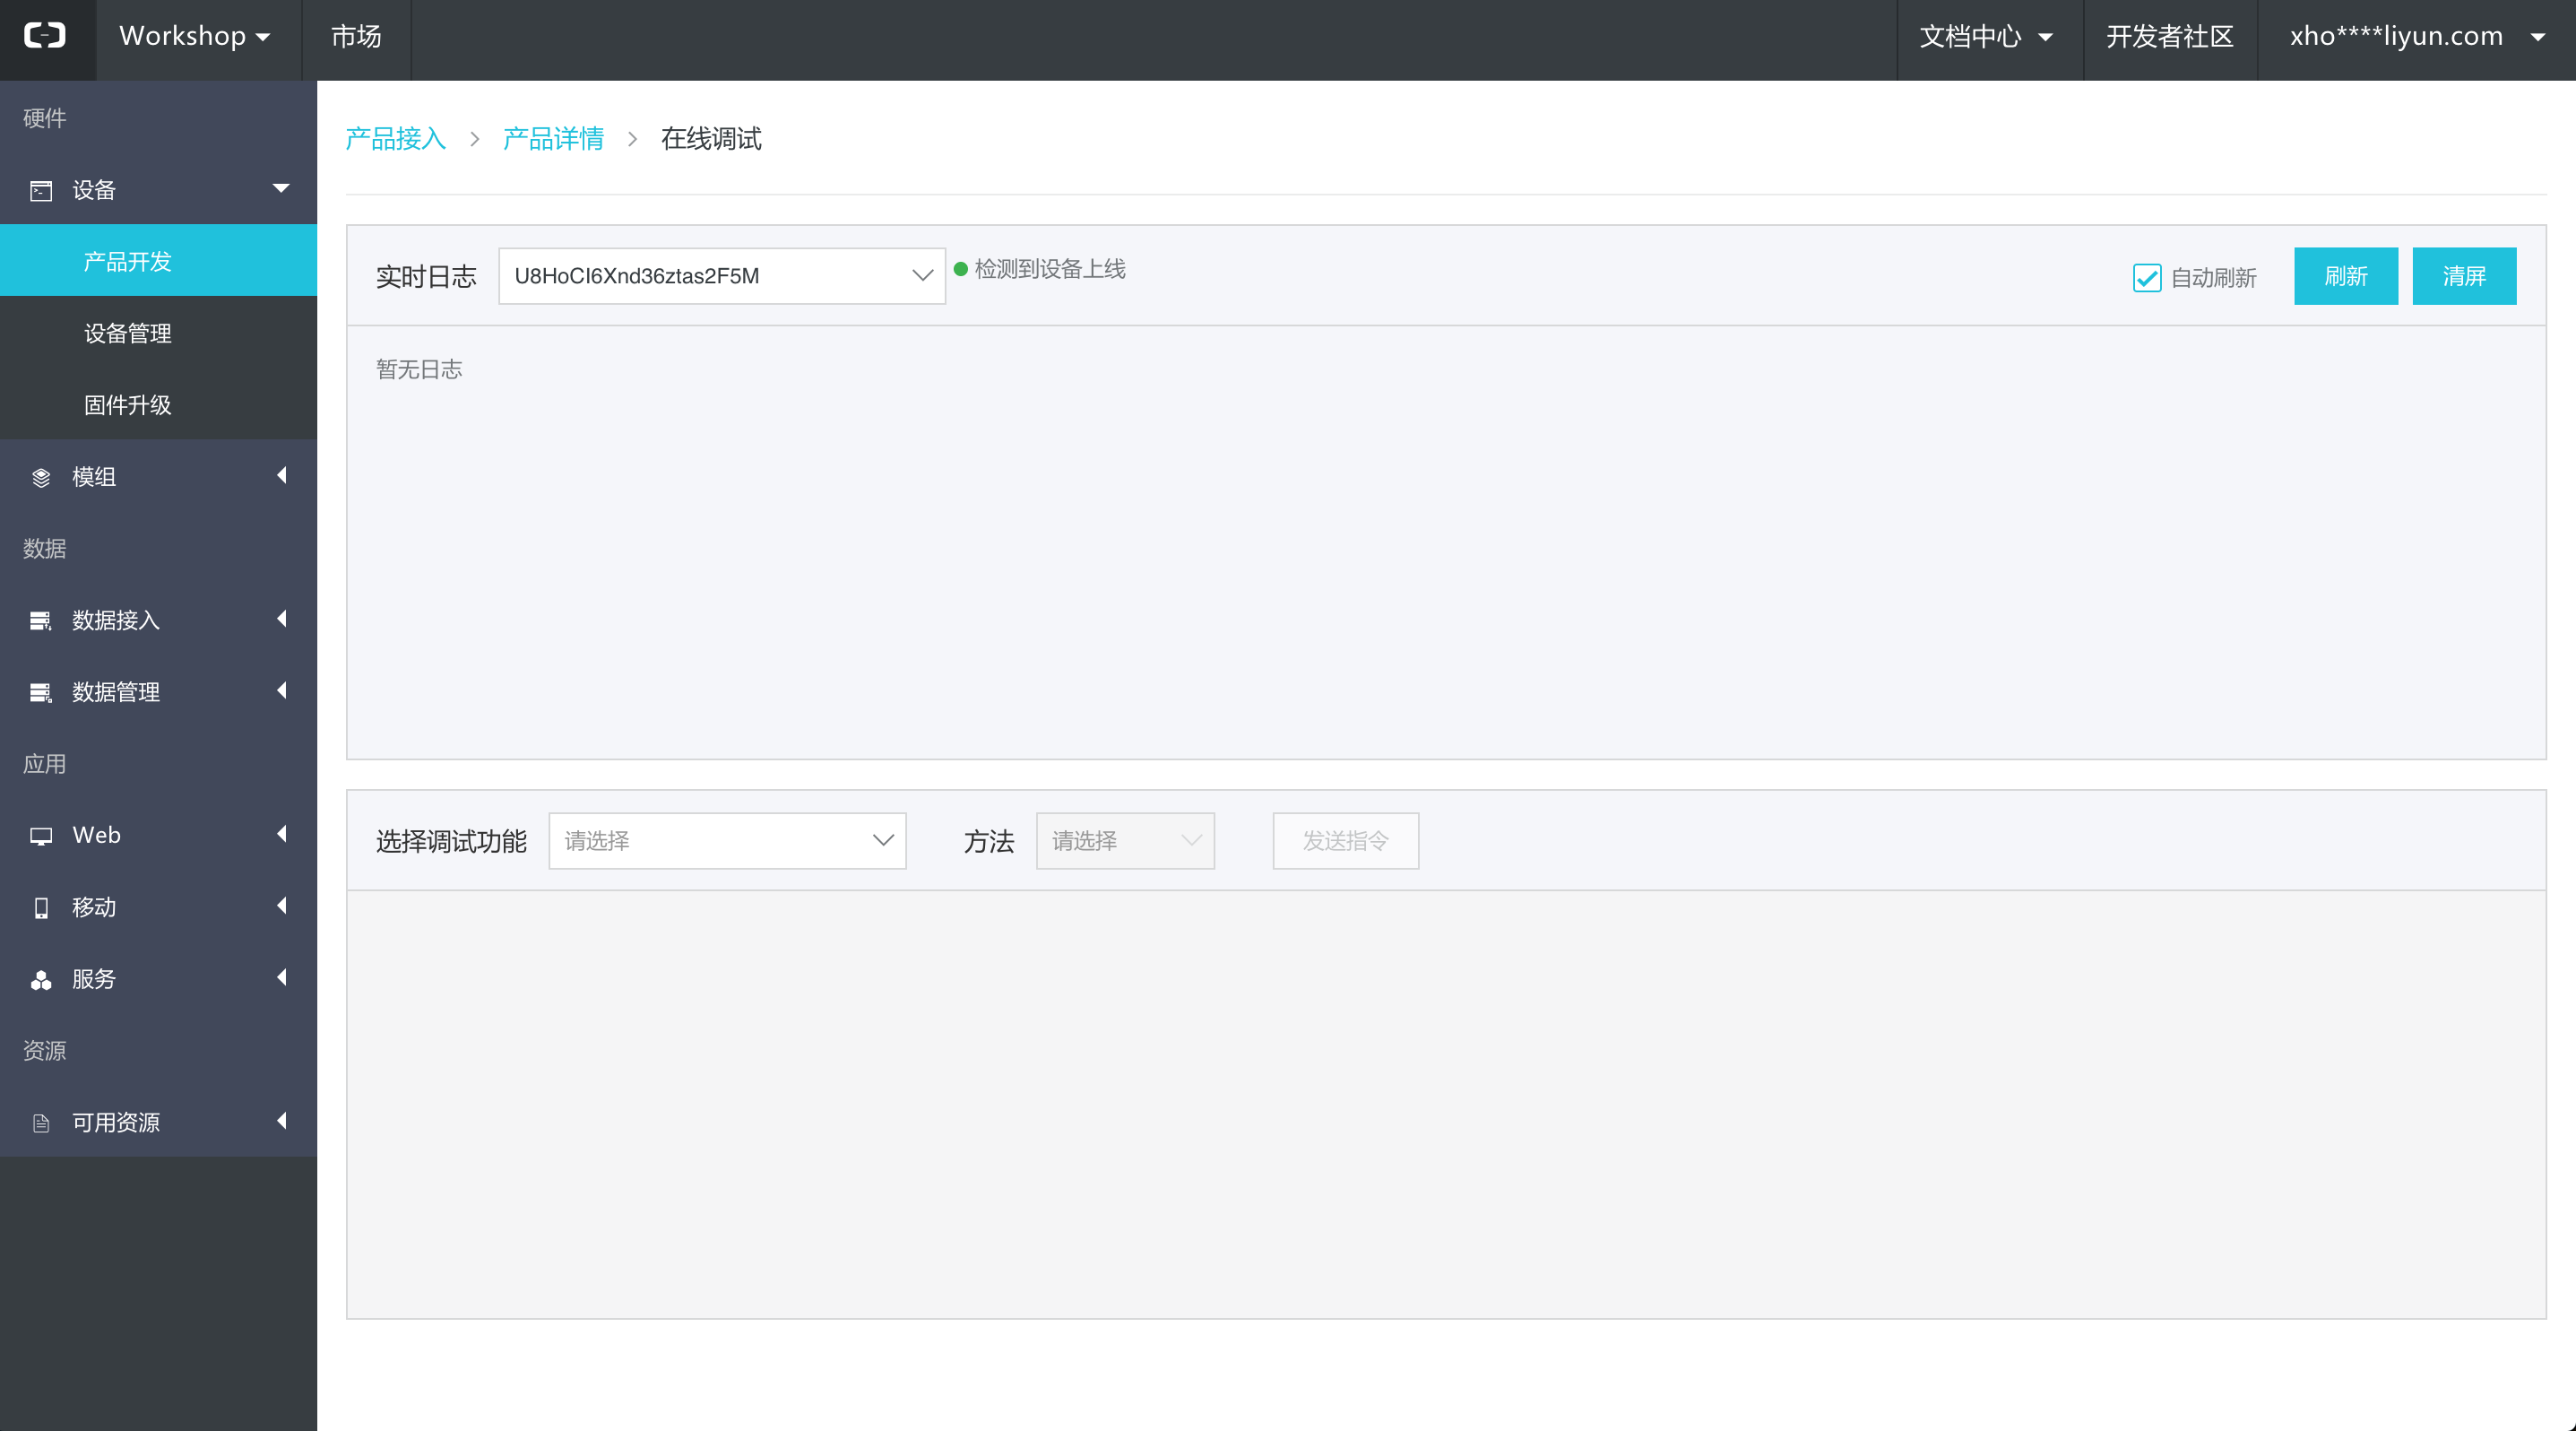 Workshop 市场 文档中心 开发者社区 xho****liyun.com
硬件
设备
产品开发
设备管理
固件升级
模组
数据
数据接入
数据管理
应用
Web
移动
服务
资源
可用资源
产品接入 > 产品详情 > 在线调试
实时日志 U8HoCI6Xnd36ztas2F5M 检测到设备上线 自动刷新 刷新 清屏
暂无日志
选择调试功能 请选择 方法 请选择 发送指令